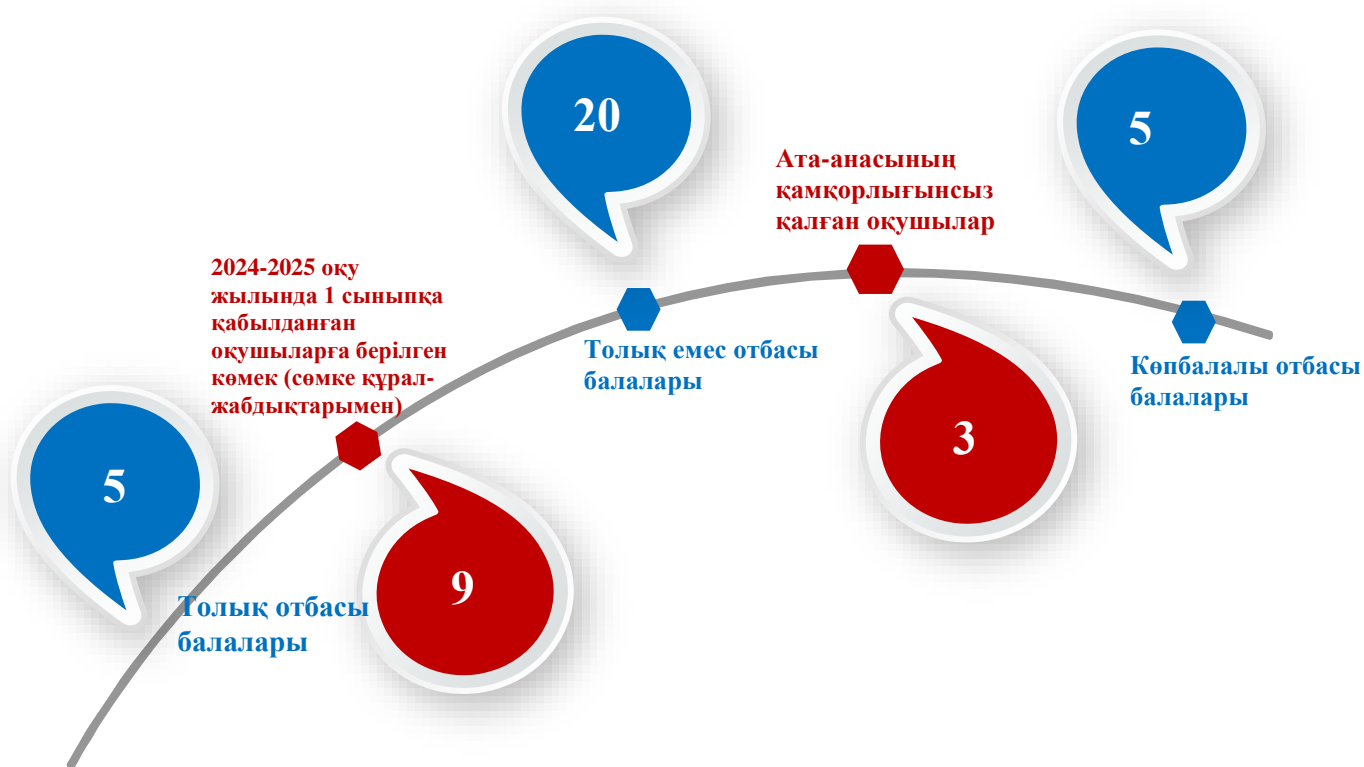 20
5
Ата-анасының
қамқорлығынсыз
қалған оқушылар
2024-2025 оқу
жылында 1 сыныпқа
қабылданған
оқушыларға берілген
көмек (сөмке құрал-
жабдықтарымен)
Толық емес отбасы
балалары
Көпбалалы отбасы
балалары
3
5
9
Толық отбасы
балалары